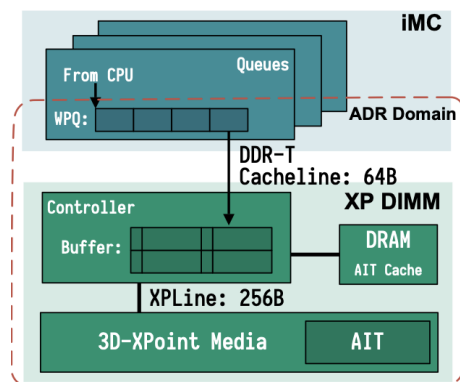 iMC
Queues
From CPU
ADR Domain
WPQ:
DDR-T
Cacheline: 64B
XP DIMM
Controller
Buffer:
DRAM
AIT Cache
XPLine: 256B
3D-XPoint Media
AIT